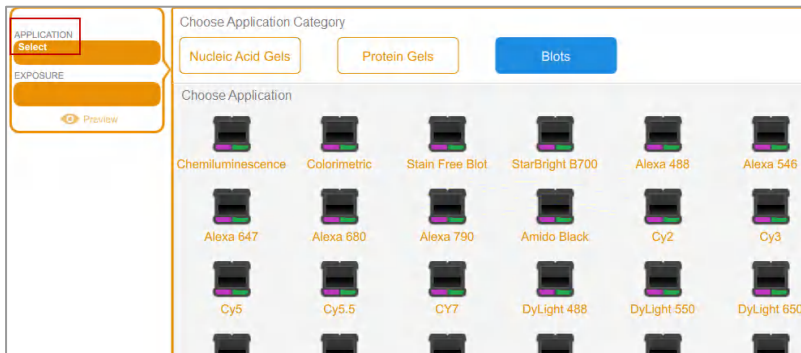 APPLICATION
Select
EXPOSURE
Preview
Choose Application Category
Nucleic Acid Gels
Protein Gels
Blots
Choose Application
Chemiluminescence Colorimetric Stain Free Blot StarBright B700 Alexa 488 Alexa 546
Alexa 647 Alexa 680 Alexa 790 Amido Black Cy2 Cy3
Cy5 Cy5.5 CY7 DyLight 488 DyLight 550 DyLight 650